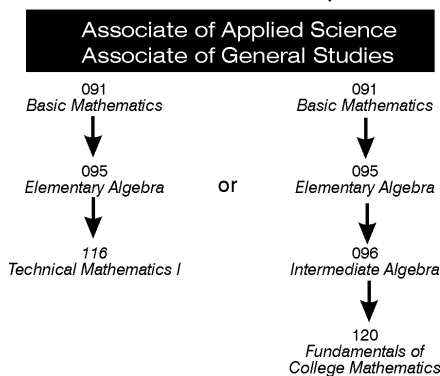 Associate of Applied Science
Associate of General Studies
091
Basic Mathematics
095
Elementary Algebra
116
Technical Mathematics I
or
091
Basic Mathematics
095
Elementary Algebra
096
Intermediate Algebra
120
Fundamentals of
College Mathematics